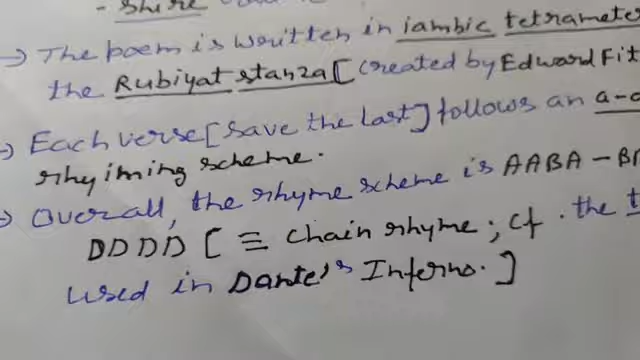 - Shire
→ The poem is written in iambic tetrameter
the Rubiyat stanza [created by Edward Fit
→ Each verse [save the last] follows an a-a
rhyiming scheme.
→ Overall, the rhyme scheme is AABA - BB
DDDD [≡ chain rhyme; cf. the t
used in Dante's Inferno.]